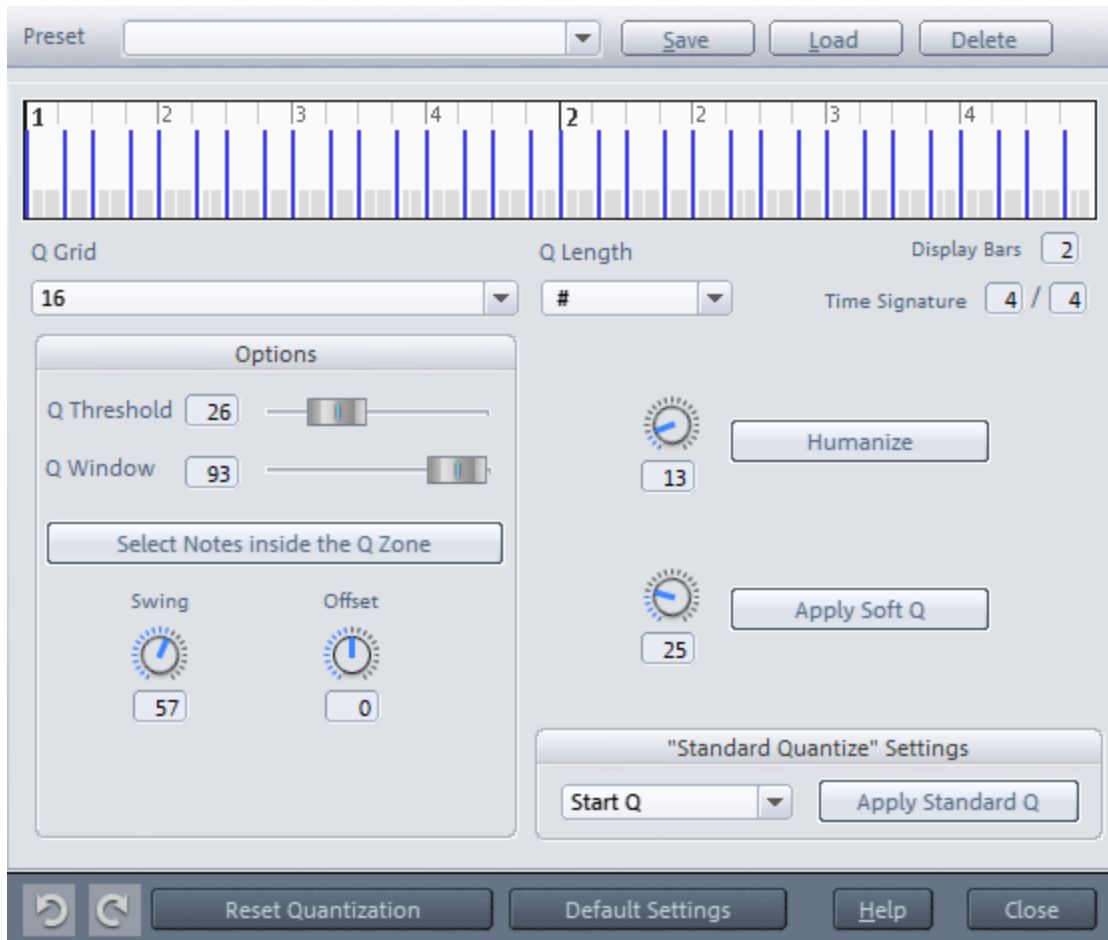 Preset Save Load Delete
1 2 3 4 2 2 3 4
Q Grid Q Length Display Bars 2
16 # Time Signature 4 / 4
Options
Q Threshold 26
Q Window 93
Select Notes inside the Q Zone
Swing Offset
57 0
13 Humanize
25 Apply Soft Q
"Standard Quantize" Settings
Start Q Apply Standard Q
Reset Quantization Default Settings Help Close